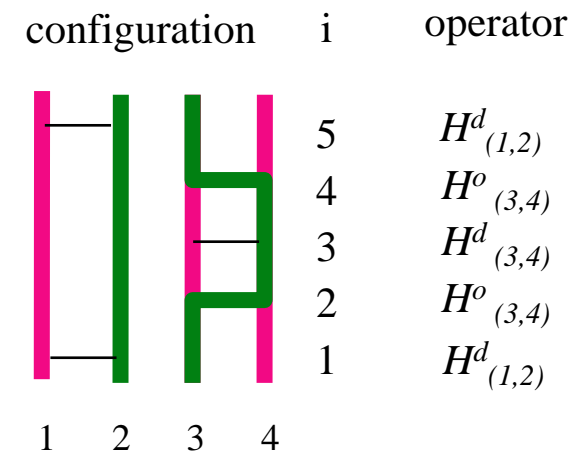 configuration i operator
5 H^d_(1,2)
4 H^o_(3,4)
3 H^d_(3,4)
2 H^o_(3,4)
1 H^d_(1,2)
1 2 3 4